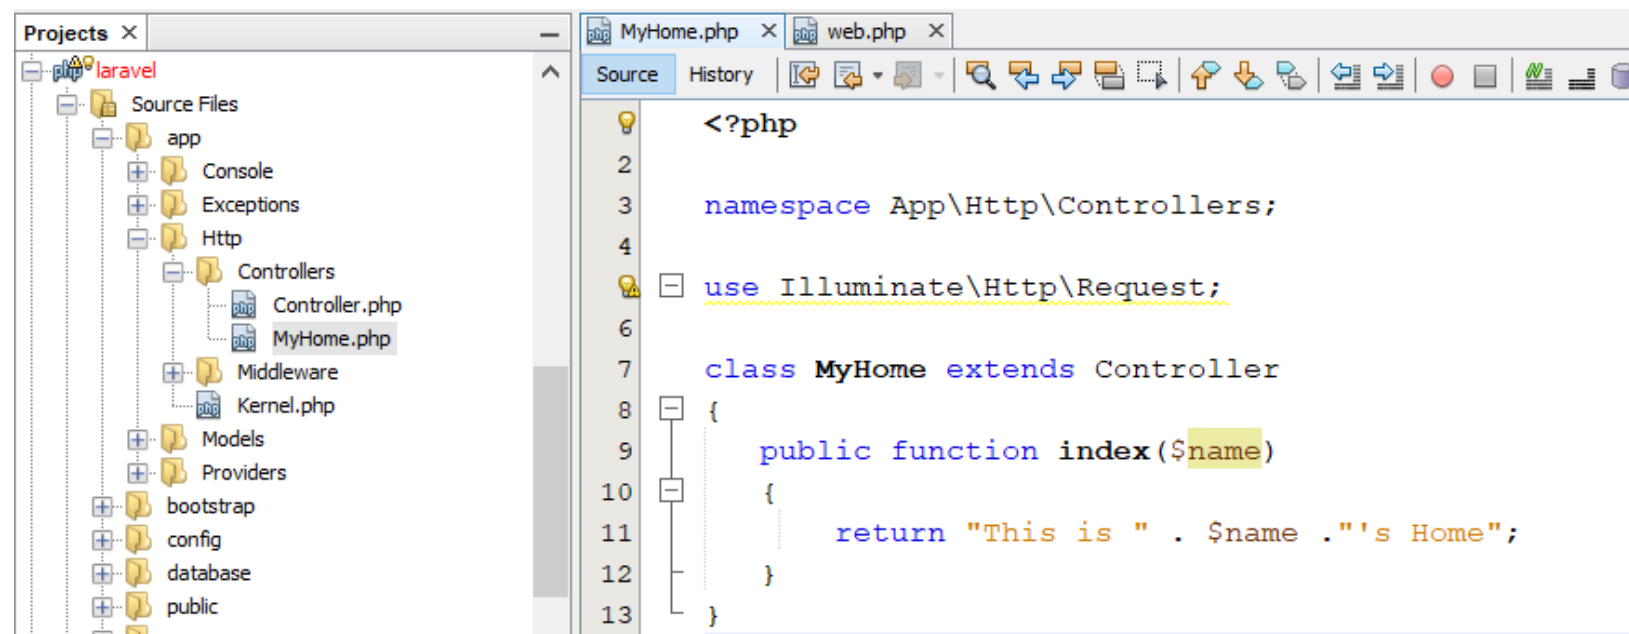 Projects
laravel
Source Files
app
Console
Exceptions
Http
Controllers
Controller.php
MyHome.php
Middleware
Kernel.php
Models
Providers
bootstrap
config
database
public
MyHome.php web.php
Source History
<?php
2
3 namespace App\Http\Controllers;
4
use Illuminate\Http\Request;
6
7 class MyHome extends Controller
8 {
9 public function index($name)
10 {
11 return "This is " . $name ."'s Home";
12 }
13 }